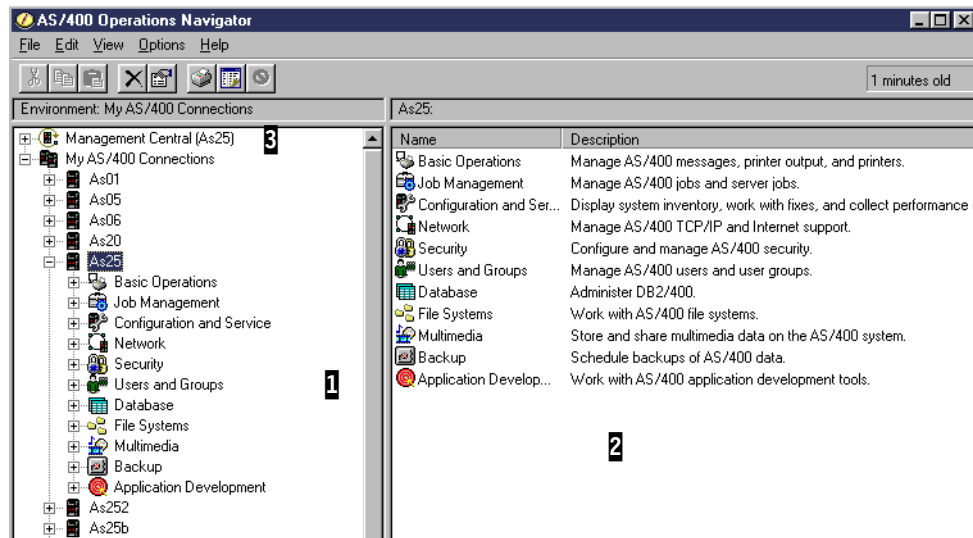 AS/400 Operations Navigator
File Edit View Options Help
1 minutes old
Environment: My AS/400 Connections
As25:
Management Central (As25)
3
My AS/400 Connections
As01
As05
As06
As20
As25
Basic Operations
Job Management
Configuration and Service
Network
Security
Users and Groups
1
Database
File Systems
Multimedia
Backup
Application Development
As252
As25b
Name Description
Basic Operations Manage AS/400 messages, printer output, and printers.
Job Management Manage AS/400 jobs and server jobs.
Configuration and Ser... Display system inventory, work with fixes, and collect performance
Network Manage AS/400 TCP/IP and Internet support.
Security Configure and manage AS/400 security.
Users and Groups Manage AS/400 users and user groups.
Database Administer DB2/400.
File Systems Work with AS/400 file systems.
Multimedia Store and share multimedia data on the AS/400 system.
Backup Schedule backups of AS/400 data.
Application Develop... Work with AS/400 application development tools.
2